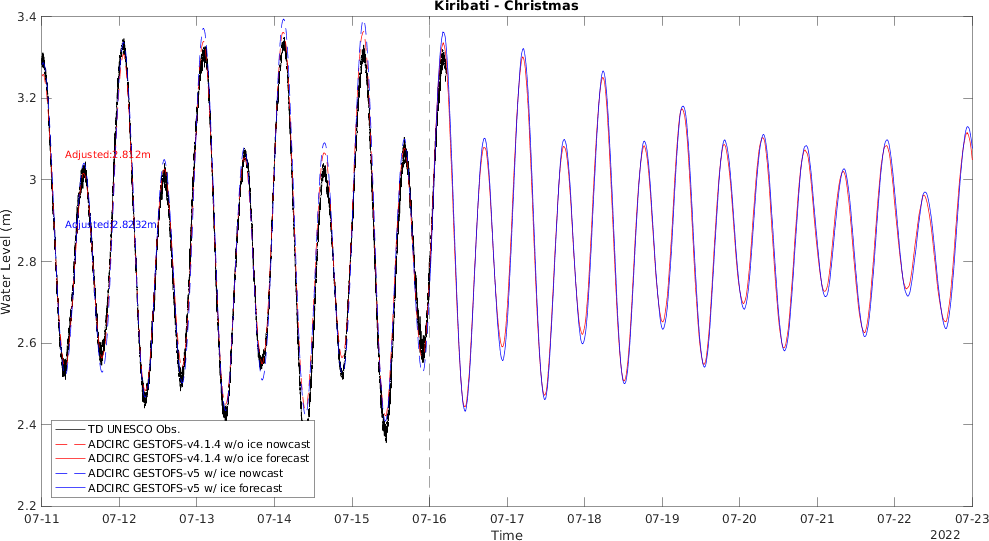 Kiribati - Christmas
3.4
3.2
3
2.8
2.6
2.4
2.2
Water Level (m)
Adjusted:2.812m
Adjusted:2.8232m
TD UNESCO Obs.
ADCIRC GESTOFS-v4.1.4 w/o ice nowcast
ADCIRC GESTOFS-v4.1.4 w/o ice forecast
ADCIRC GESTOFS-v5 w/ ice nowcast
ADCIRC GESTOFS-v5 w/ ice forecast
07-11 07-12 07-13 07-14 07-15 07-16 07-17 07-18 07-19 07-20 07-21 07-22 07-23
Time
2022